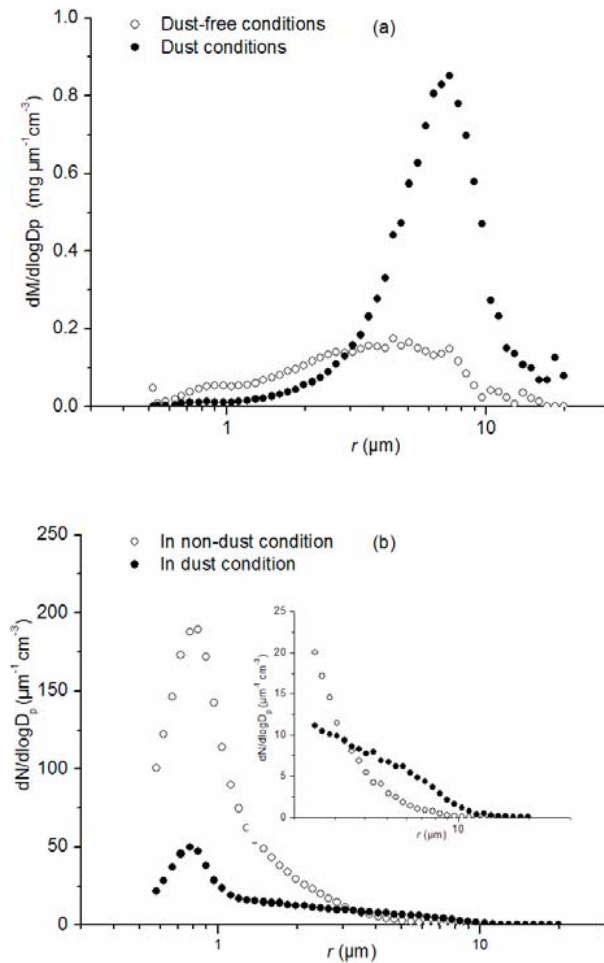 Dust-free conditions
Dust conditions
(a)
1.0
0.8
0.6
0.4
0.2
0.0
dM/dlogDp (mg µm⁻¹cm⁻³)
1
10
r (µm)
In non-dust condition
In dust condition
(b)
250
200
150
100
50
0
dN/dlogDₚ (µm⁻¹ cm⁻³)
25
20
15
10
5
0
dN/dlogDₚ (µm⁻¹ cm⁻³)
10
r (µm)
1
10
r (µm)